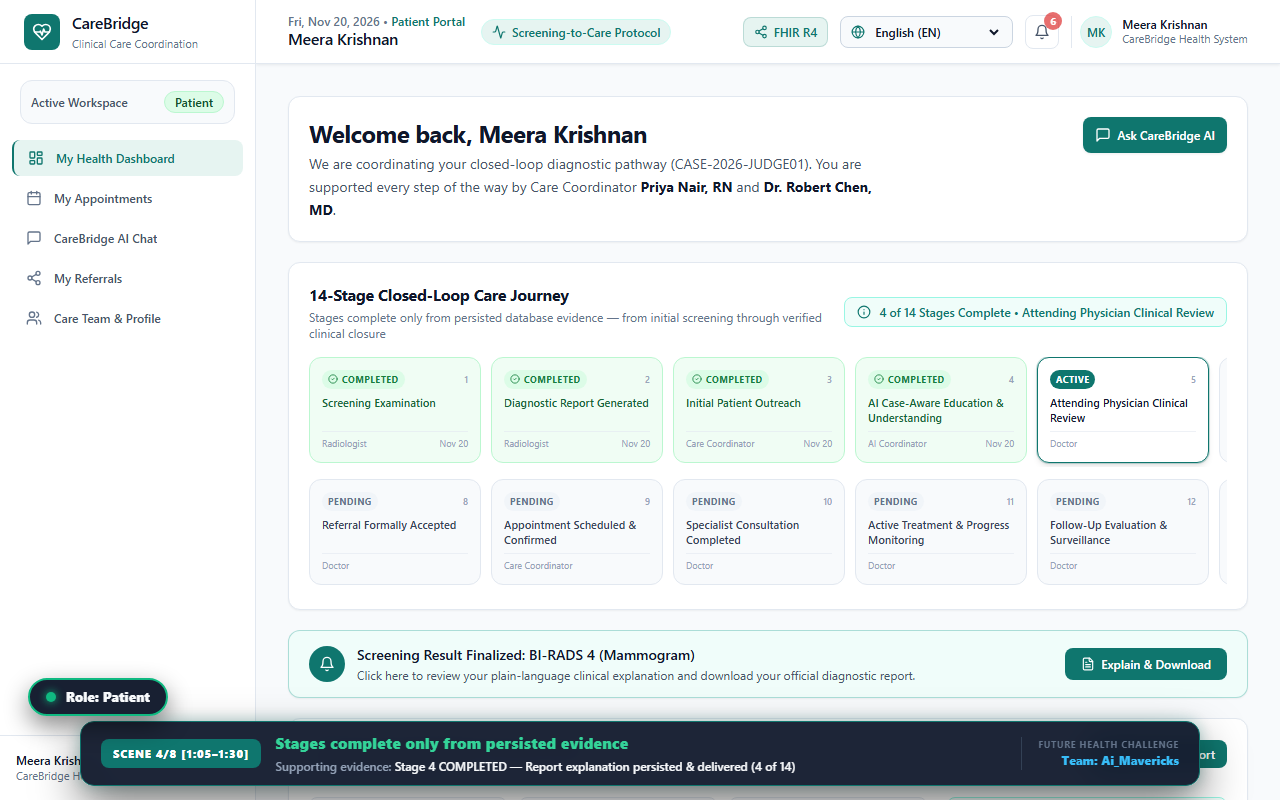 CareBridge
Clinical Care Coordination
Fri, Nov 20, 2026 • Patient Portal
Meera Krishnan
Screening-to-Care Protocol
FHIR R4
English (EN)
6
MK
Meera Krishnan
CareBridge Health System
Active Workspace
Patient
My Health Dashboard
My Appointments
CareBridge AI Chat
My Referrals
Care Team & Profile
Welcome back, Meera Krishnan
We are coordinating your closed-loop diagnostic pathway (CASE-2026-JUDGE01). You are
supported every step of the way by Care Coordinator Priya Nair, RN and Dr. Robert Chen,
MD.
Ask CareBridge AI
14-Stage Closed-Loop Care Journey
Stages complete only from persisted database evidence — from initial screening through verified
clinical closure
4 of 14 Stages Complete • Attending Physician Clinical Review
COMPLETED
1
Screening Examination
Radiologist
Nov 20
COMPLETED
2
Diagnostic Report Generated
Radiologist
Nov 20
COMPLETED
3
Initial Patient Outreach
Care Coordinator
Nov 20
COMPLETED
4
AI Case-Aware Education &
Understanding
AI Coordinator
Nov 20
ACTIVE
5
Attending Physician Clinical
Review
Doctor
PENDING
8
Referral Formally Accepted
Doctor
PENDING
9
Appointment Scheduled &
Confirmed
Care Coordinator
PENDING
10
Specialist Consultation
Completed
Doctor
PENDING
11
Active Treatment & Progress
Monitoring
Doctor
PENDING
12
Follow-Up Evaluation &
Surveillance
Doctor
Screening Result Finalized: BI-RADS 4 (Mammogram)
Click here to review your plain-language clinical explanation and download your official diagnostic report.
Explain & Download
Role: Patient
Meera Krish
CareBridge H
SCENE 4/8 [1:05–1:30]
Stages complete only from persisted evidence
Supporting evidence: Stage 4 COMPLETED — Report explanation persisted & delivered (4 of 14)
FUTURE HEALTH CHALLENGE
Team: Ai_Mavericks
ort